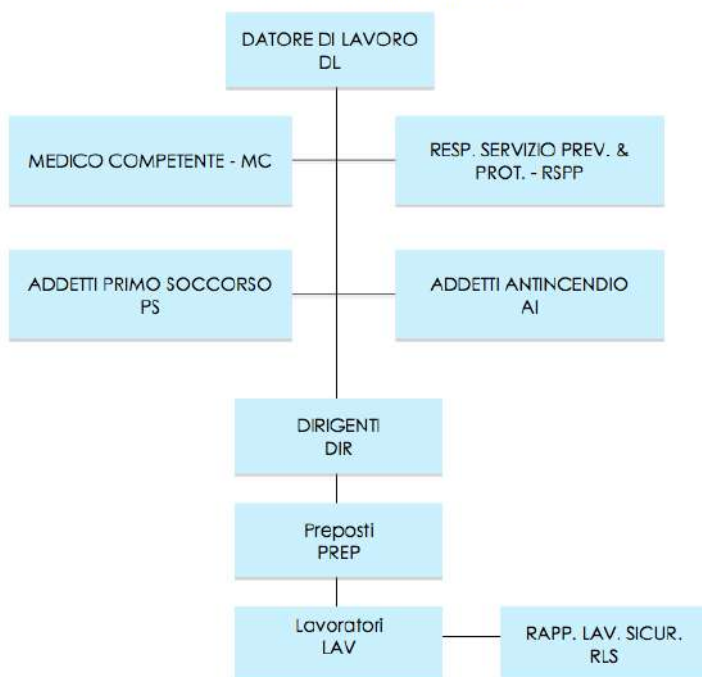 DATORE DI LAVORO
DL
MEDICO COMPETENTE - MC
RESP. SERVIZIO PREV. &
PROT. - RSPP
ADDETTI PRIMO SOCCORSO
PS
ADDETTI ANTINCENDIO
AI
DIRIGENTI
DIR
Preposti
PREP
Lavoratori
LAV
RAPP. LAV. SICUR.
RLS